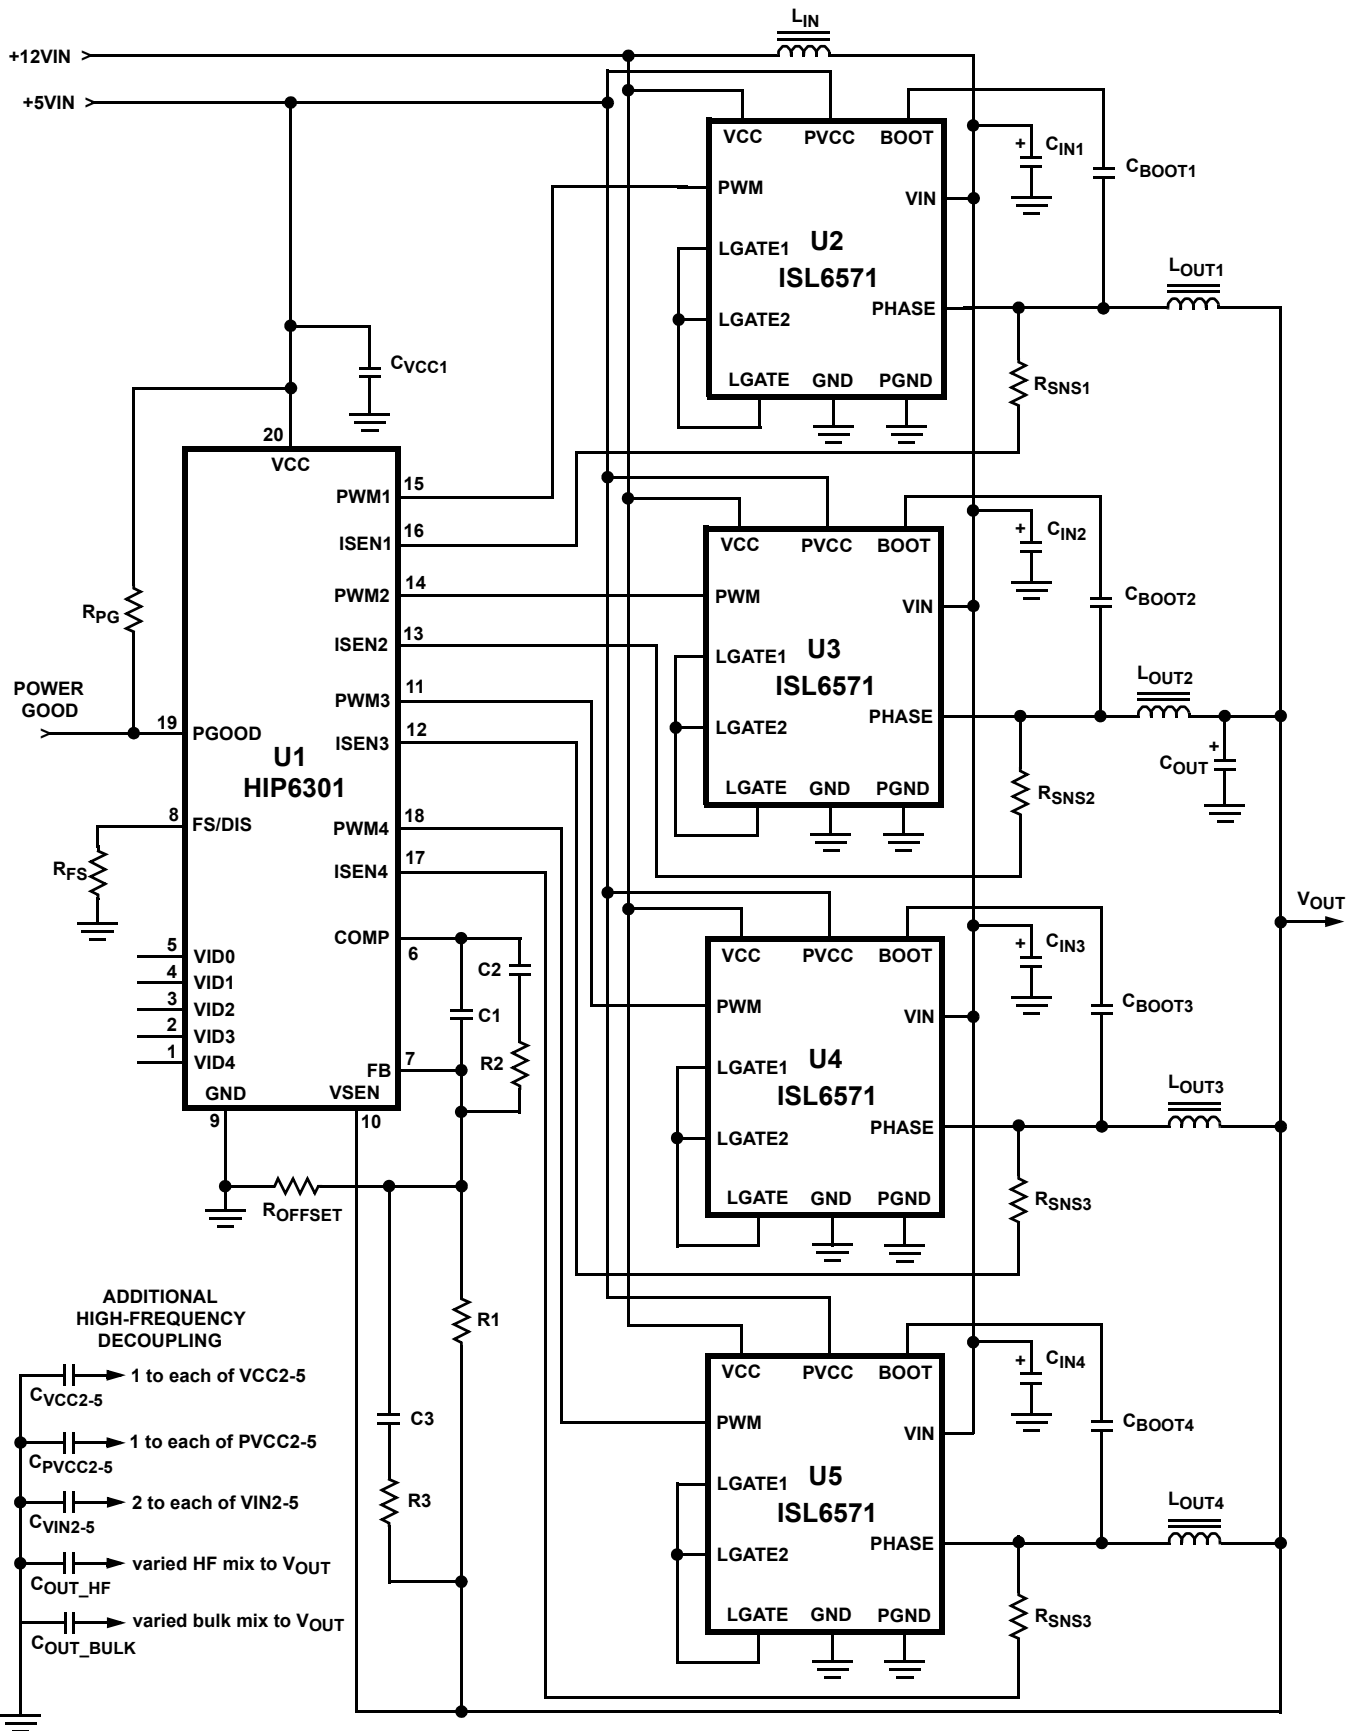 +12VIN
LIN
+5VIN
VCC
PVCC
BOOT
CIN1
+
CBOOT1
PWM
VIN
LGATE1
U2
ISL6571
LGATE2
PHASE
LOUT1
LGATE
GND
PGND
RSNS1
CVCC1
20
VCC
PWM1
15
ISEN1
16
PWM2
14
ISEN2
13
PWM3
11
ISEN3
12
PWM4
18
ISEN4
17
RPG
POWER
GOOD
19
PGOOD
U1
HIP6301
8
FS/DIS
RFS
COMP
6
5
VID0
4
VID1
3
VID2
2
VID3
1
VID4
C2
C1
R2
FB
7
GND
VSEN
9
10
ROFFSET
R1
C3
R3
VCC
PVCC
BOOT
+
CIN2
CBOOT2
PWM
VIN
LGATE1
U3
ISL6571
LGATE2
PHASE
LOUT2
+
COUT
LGATE
GND
PGND
RSNS2
VOUT
VCC
PVCC
BOOT
+
CIN3
CBOOT3
PWM
VIN
LGATE1
U4
ISL6571
LGATE2
PHASE
LOUT3
LGATE
GND
PGND
RSNS3
VCC
PVCC
BOOT
+
CIN4
CBOOT4
PWM
VIN
LGATE1
U5
ISL6571
LGATE2
PHASE
LOUT4
LGATE
GND
PGND
RSNS3
ADDITIONAL
HIGH-FREQUENCY
DECOUPLING
1 to each of VCC2-5
CVCC2-5
1 to each of PVCC2-5
CPVCC2-5
2 to each of VIN2-5
CVIN2-5
varied HF mix to VOUT
COUT_HF
varied bulk mix to VOUT
COUT_BULK